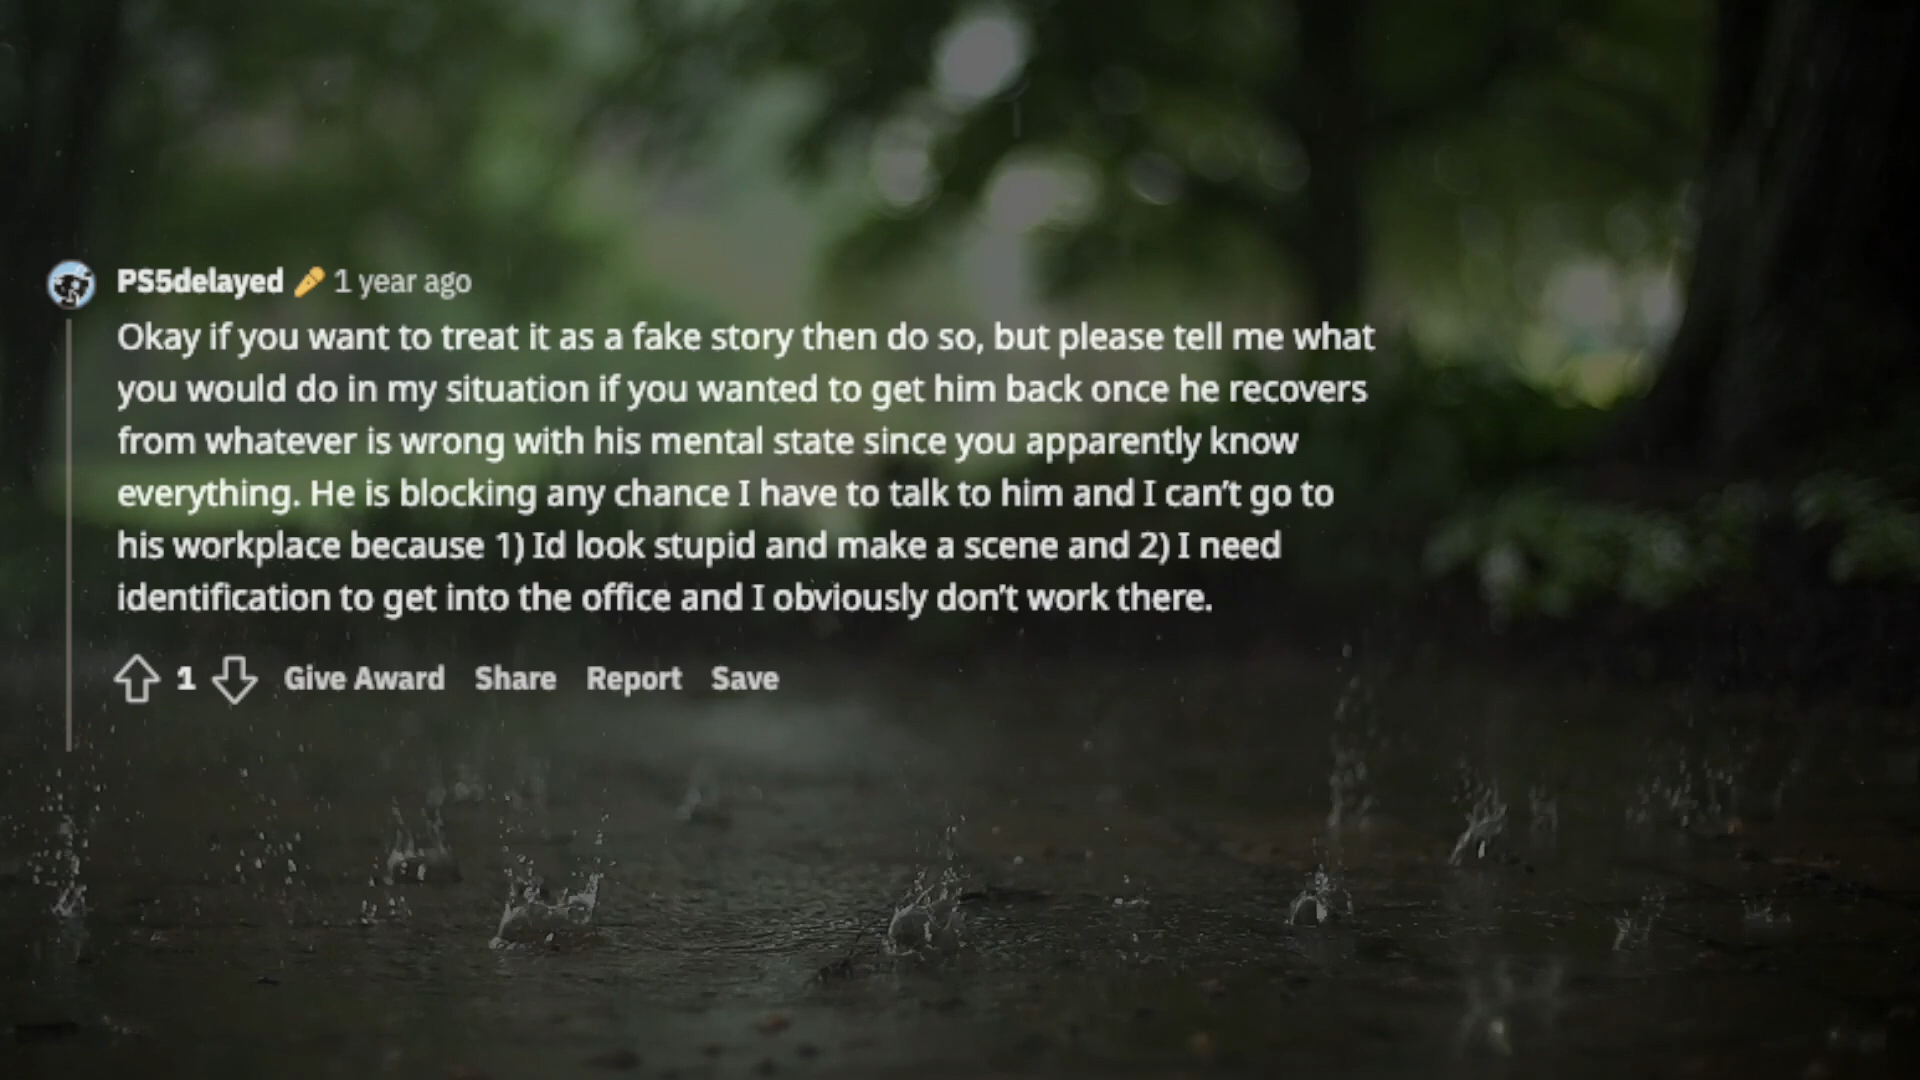 PS5delayed 1 year ago
Okay if you want to treat it as a fake story then do so, but please tell me what
you would do in my situation if you wanted to get him back once he recovers
from whatever is wrong with his mental state since you apparently know
everything. He is blocking any chance I have to talk to him and I can't go to
his workplace because 1) Id look stupid and make a scene and 2) I need
identification to get into the office and I obviously don't work there.
1 Give Award Share Report Save